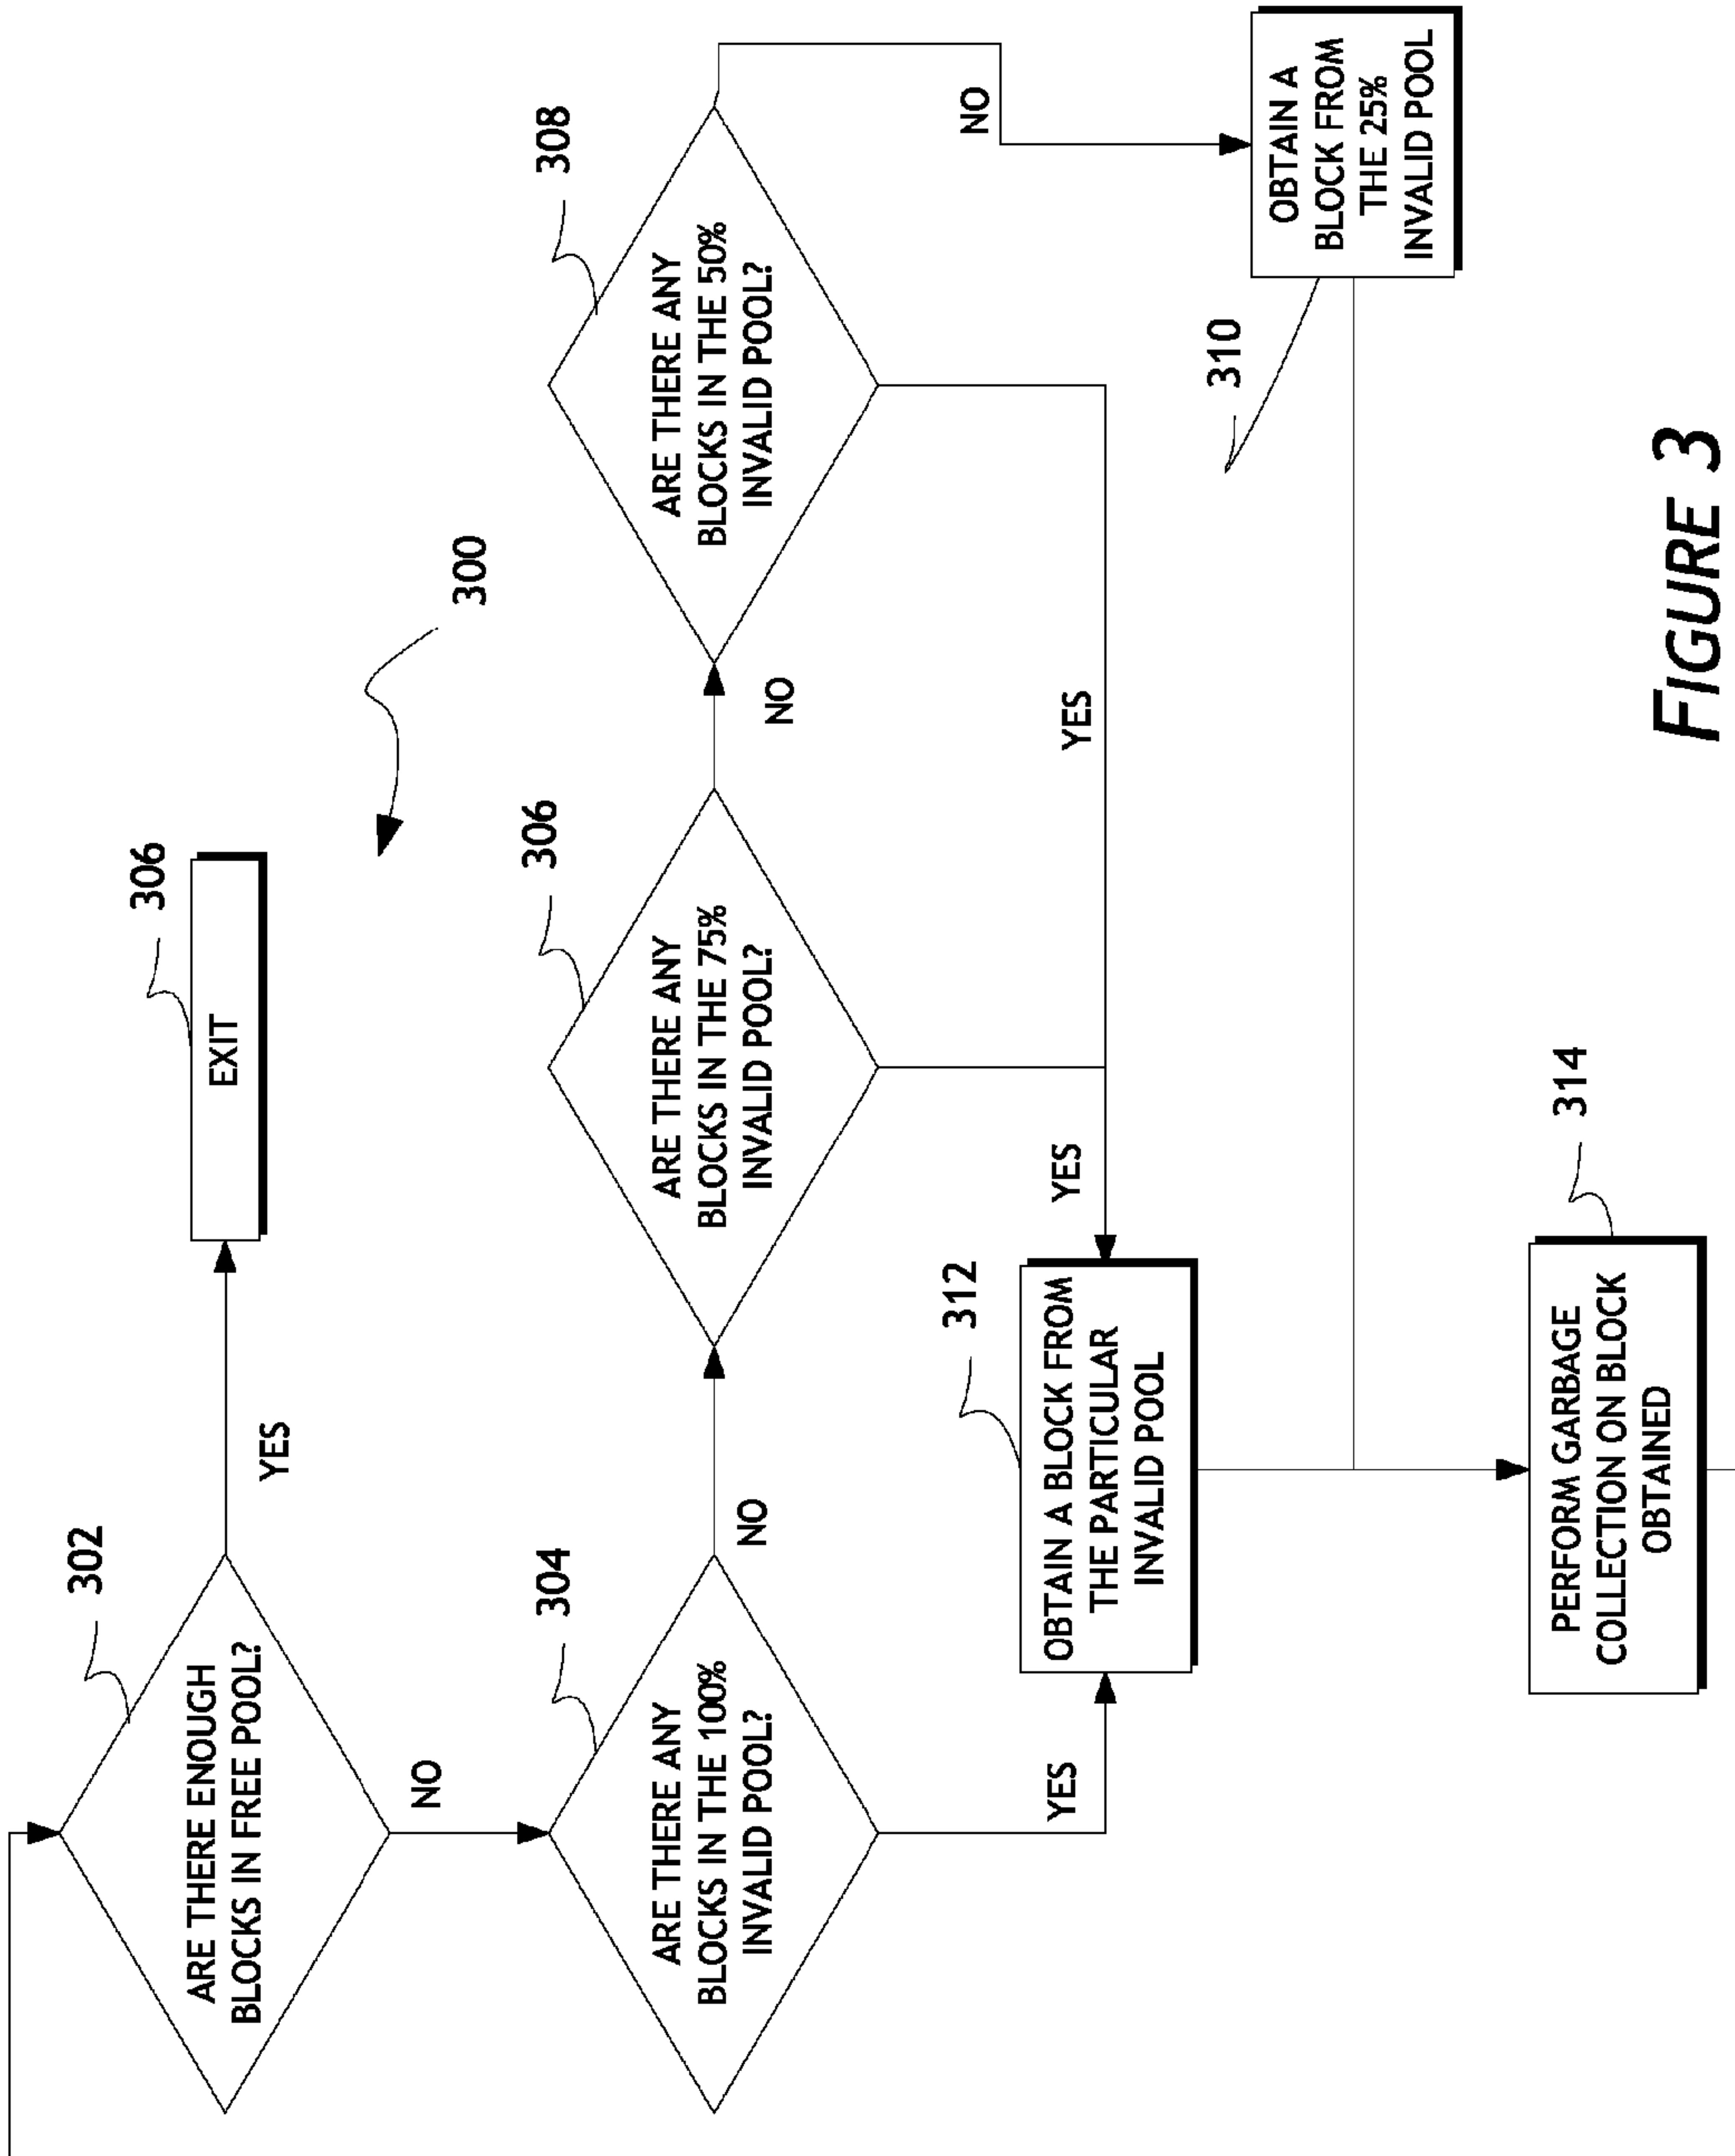 302
ARE THERE ENOUGH
BLOCKS IN FREE POOL?
YES
306
EXIT
300
NO
304
ARE THERE ANY
BLOCKS IN THE 100%
INVALID POOL?
NO
306
ARE THERE ANY
BLOCKS IN THE 75%
INVALID POOL?
NO
308
ARE THERE ANY
BLOCKS IN THE 50%
INVALID POOL?
YES
312
OBTAIN A BLOCK FROM
THE PARTICULAR
INVALID POOL
YES
YES
NO
310
OBTAIN A
BLOCK FROM
THE 25%
INVALID POOL
314
PERFORM GARBAGE
COLLECTION ON BLOCK
OBTAINED
FIGURE 3